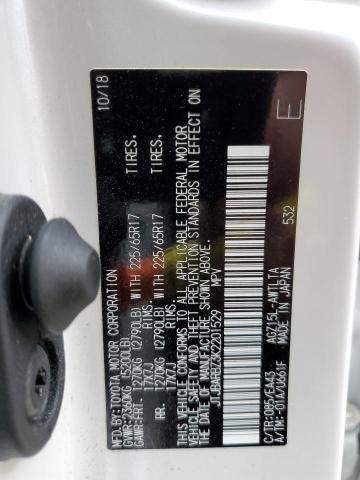 MFD.BY:TOYOTA MOTOR CORPORATION 10/18
GVWR:2360KG (5200LB)
GAWR:FRT. 1270KG (2790LB) WITH 225/65R17 TIRES.
17X7J RIMS.
RR. 1270KG (2790LB) WITH 225/65R17 TIRES.
17X7J RIMS.
THIS VEHICLE CONFORMS TO ALL APPLICABLE FEDERAL MOTOR
VEHICLE SAFETY AND THEFT PREVENTION STANDARDS IN EFFECT ON
THE DATE OF MANUFACTURE SHOWN ABOVE.
JTJBARBZ3K2201529
MPV
C/TR:085/EA43 AGZ15L-AWTLTA
A/TM:-01A/U661F MADE IN JAPAN 532
E